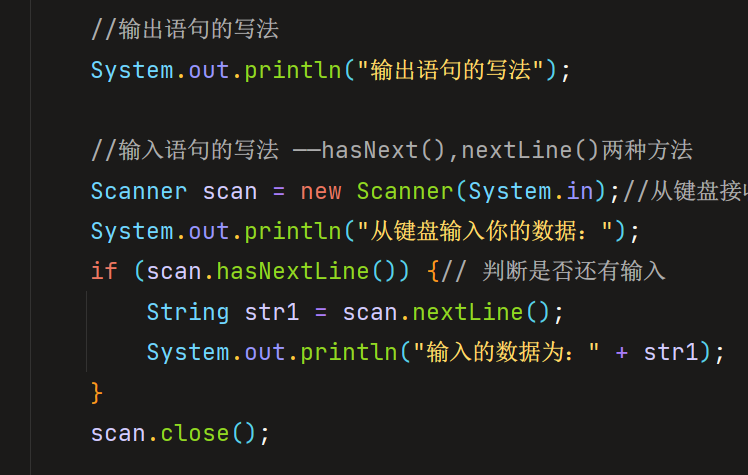 //输出语句的写法
System.out.println("输出语句的写法");
//输入语句的写法 ——hasNext(),nextLine()两种方法
Scanner scan = new Scanner(System.in);//从键盘接收
System.out.println("从键盘输入你的数据：");
if (scan.hasNextLine()) {// 判断是否还有输入
String str1 = scan.nextLine();
System.out.println("输入的数据为：" + str1);
}
scan.close();